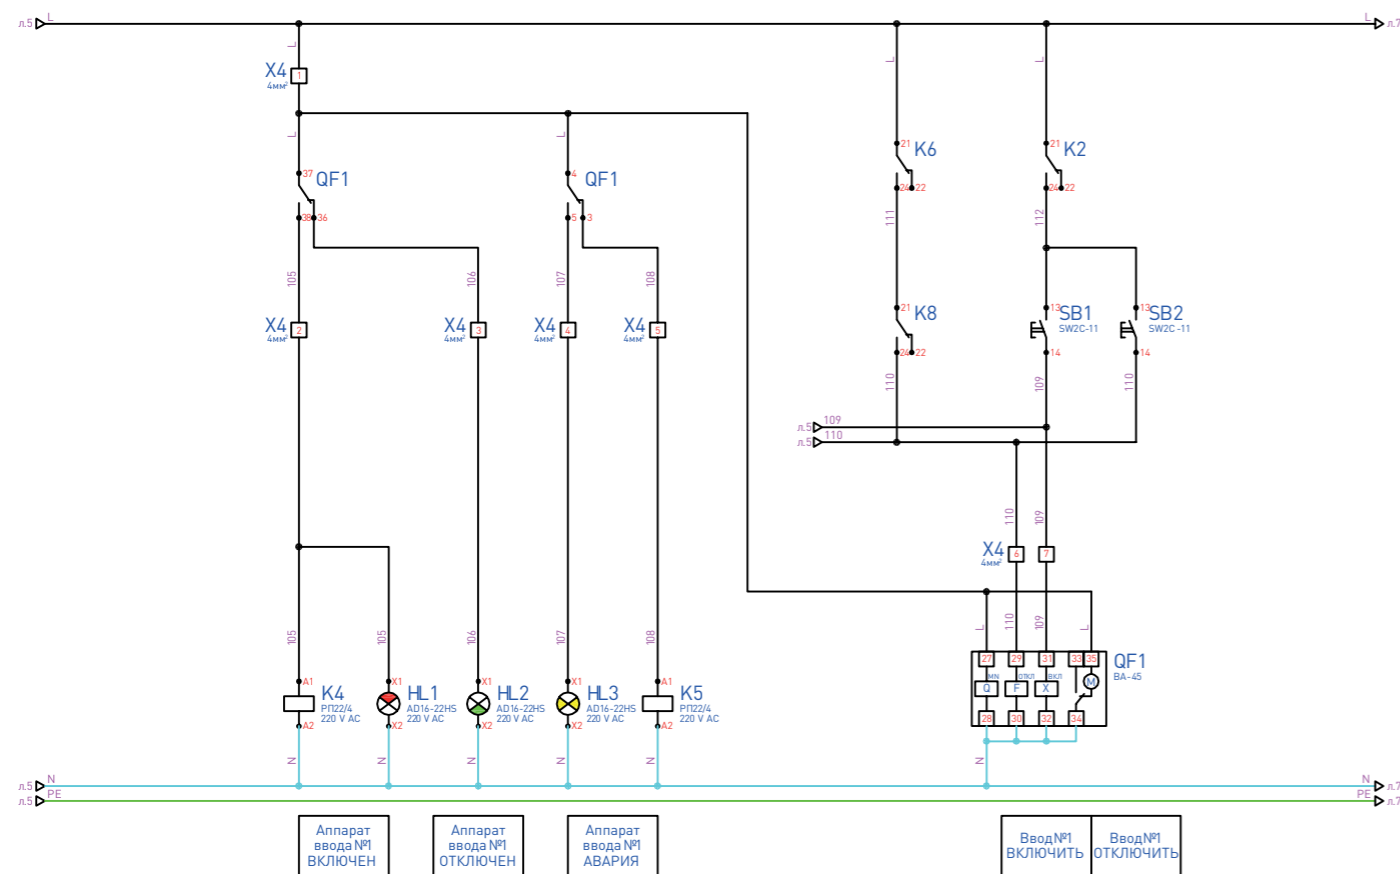 л.5 L
L л.7
L
L
L
X4 1
4мм²
L
L
21 K6
24 22
21 K2
24 22
37 QF1
38 36
4 QF1
5 3
111
112
105
106
107
108
X4 2
4мм²
X4 3
4мм²
X4 4
4мм²
X4 5
4мм²
21 K8
24 22
13 SB1
SW2C-11
14
13 SB2
SW2C-11
14
110
109
110
л.5 109
л.5 110
110
109
X4 6 7
4мм²
105
105
106
107
108
L
110
109
L
A1 K4
РП22/4
220 V AC
A2
X1 HL1
AD16-22HS
220 V AC
X2
X1 HL2
AD16-22HS
220 V AC
X2
X1 HL3
AD16-22HS
220 V AC
X2
A1 K5
РП22/4
220 V AC
A2
27 29 31 33 35 QF1
BA-45
MN ОТКЛ ВКЛ
Q F X M
28 30 32 34
N
N
N
N
N
N
л.5 N
N л.7
л.5 PE
PE л.7
Аппарат
ввода №1
ВКЛЮЧЕН
Аппарат
ввода №1
ОТКЛЮЧЕН
Аппарат
ввода №1
АВАРИЯ
Ввод№1
ВКЛЮЧИТЬ
Ввод№1
ОТКЛЮЧИТЬ